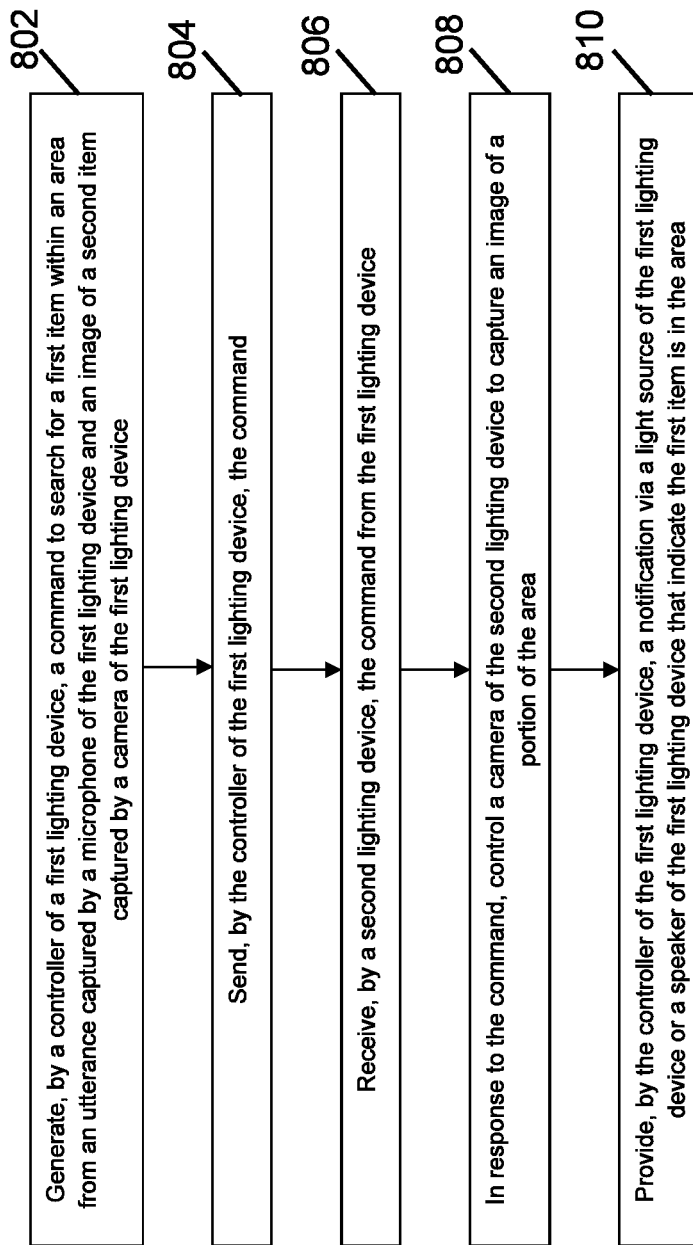 802
Generate, by a controller of a first lighting device, a command to search for a first item within an area
from an utterance captured by a microphone of the first lighting device and an image of a second item
captured by a camera of the first lighting device
804
Send, by the controller of the first lighting device, the command
806
Receive, by a second lighting device, the command from the first lighting device
808
In response to the command, control a camera of the second lighting device to capture an image of a
portion of the area
810
Provide, by the controller of the first lighting device, a notification via a light source of the first lighting
device or a speaker of the first lighting device that indicate the first item is in the area